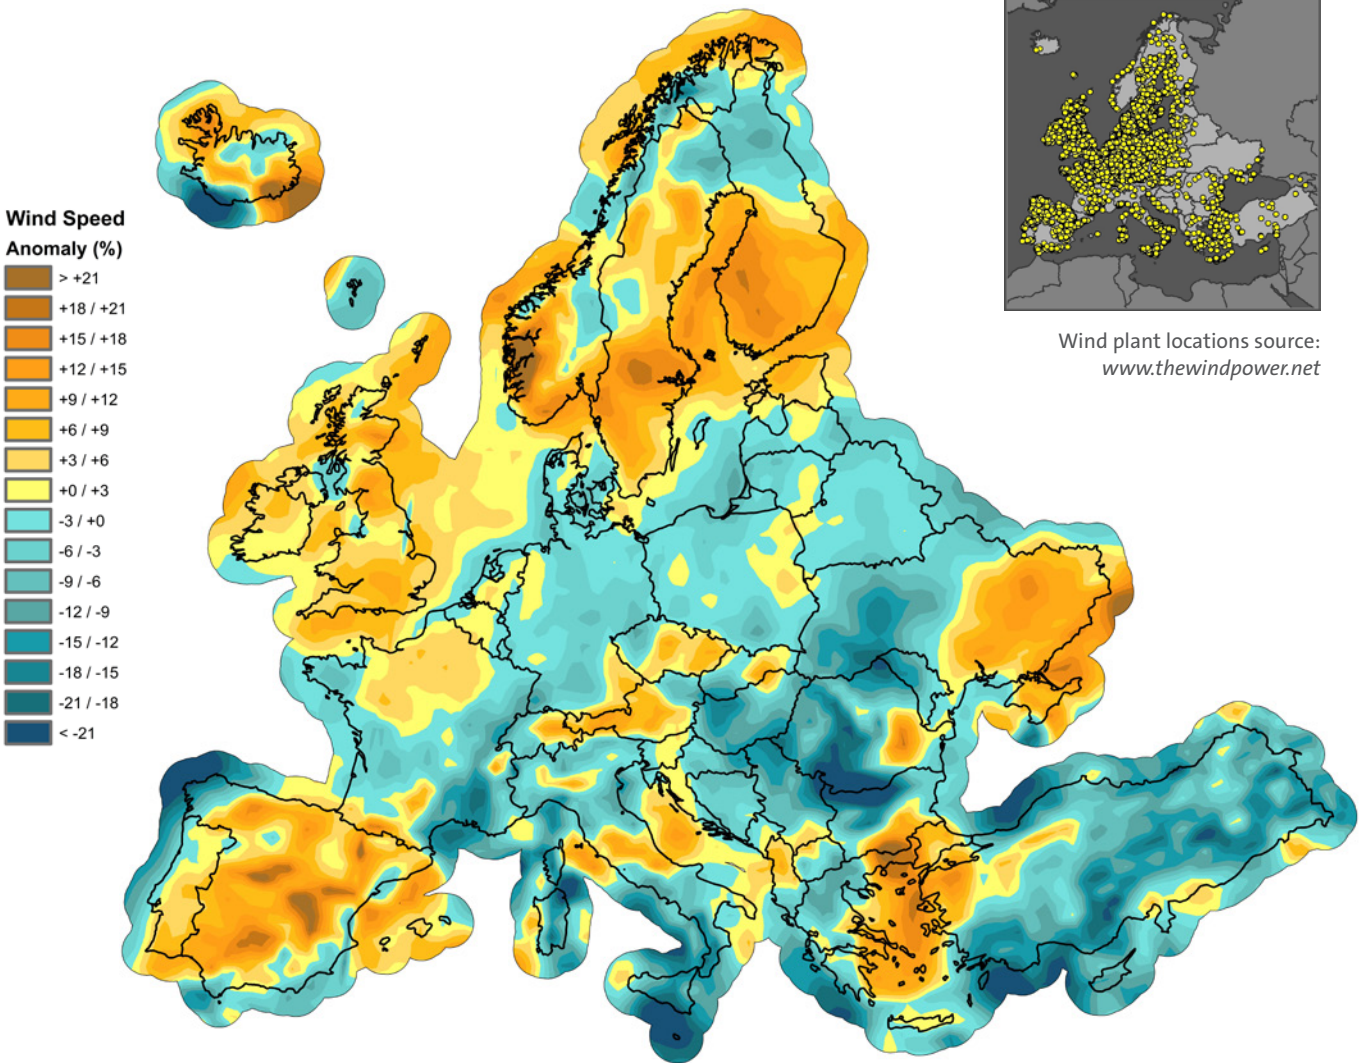 Wind Speed
Anomaly (%)
> +21
+18 / +21
+15 / +18
+12 / +15
+9 / +12
+6 / +9
+3 / +6
+0 / +3
-3 / +0
-6 / -3
-9 / -6
-12 / -9
-15 / -12
-18 / -15
-21 / -18
< -21
Wind plant locations source:
www.thewindpower.net